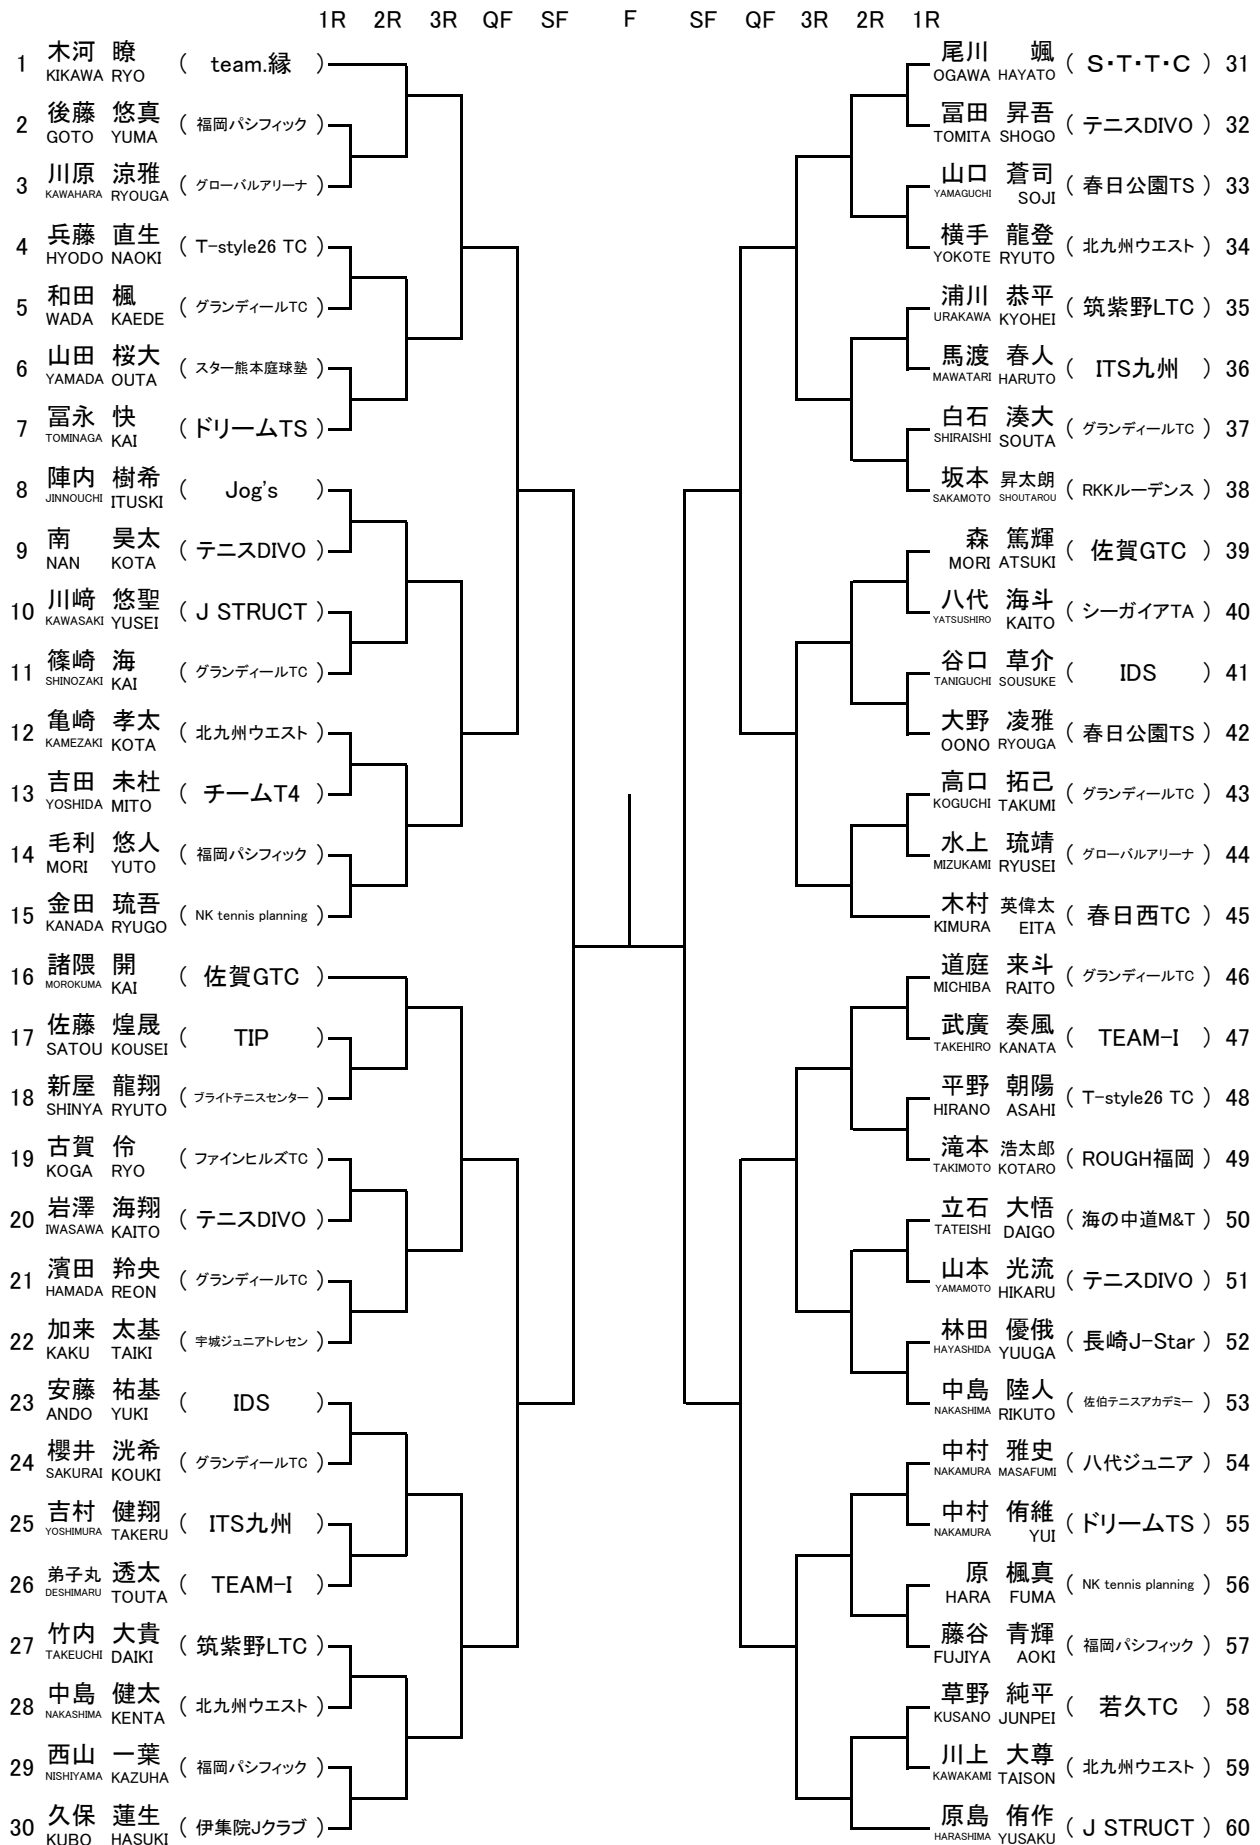 1R 2R 3R QF SF F SF QF 3R 2R 1R
1 木河 瞭 ( team.縁 )
KIKAWA RYO
2 後藤 悠真 ( 福岡パシフィック )
GOTO YUMA
3 川原 涼雅 ( グローバルアリーナ )
KAWAHARA RYOUGA
4 兵藤 直生 ( T-style26 TC )
HYODO NAOKI
5 和田 楓 ( グランディールTC )
WADA KAEDE
6 山田 桜大 ( スター熊本庭球塾 )
YAMADA OUTA
7 冨永 快 ( ドリームTS )
TOMINAGA KAI
8 陣内 樹希 ( Jog's )
JINNOUCHI ITUSKI
9 南 昊太 ( テニスDIVO )
NAN KOTA
10 川﨑 悠聖 ( J STRUCT )
KAWASAKI YUSEI
11 篠崎 海 ( グランディールTC )
SHINOZAKI KAI
12 亀崎 孝太 ( 北九州ウエスト )
KAMEZAKI KOTA
13 吉田 未杜 ( チームT4 )
YOSHIDA MITO
14 毛利 悠人 ( 福岡パシフィック )
MORI YUTO
15 金田 琉吾 ( NK tennis planning )
KANADA RYUGO
16 諸隈 開 ( 佐賀GTC )
MOROKUMA KAI
17 佐藤 煌晟 ( TIP )
SATOU KOUSEI
18 新屋 龍翔 ( ブライトテニスセンター )
SHINYA RYUTO
19 古賀 伶 ( ファインヒルズTC )
KOGA RYO
20 岩澤 海翔 ( テニスDIVO )
IWASAWA KAITO
21 濱田 羚央 ( グランディールTC )
HAMADA REON
22 加来 太基 ( 宇城ジュニアトレセン )
KAKU TAIKI
23 安藤 祐基 ( IDS )
ANDO YUKI
24 櫻井 洸希 ( グランディールTC )
SAKURAI KOUKI
25 吉村 健翔 ( ITS九州 )
YOSHIMURA TAKERU
26 弟子丸 透太 ( TEAM-I )
DESHIMARU TOUTA
27 竹内 大貴 ( 筑紫野LTC )
TAKEUCHI DAIKI
28 中島 健太 ( 北九州ウエスト )
NAKASHIMA KENTA
29 西山 一葉 ( 福岡パシフィック )
NISHIYAMA KAZUHA
30 久保 蓮生 ( 伊集院Jクラブ )
KUBO HASUKI
尾川 颯 ( S・T・T・C ) 31
OGAWA HAYATO
冨田 昇吾 ( テニスDIVO ) 32
TOMITA SHOGO
山口 蒼司 ( 春日公園TS ) 33
YAMAGUCHI SOJI
横手 龍登 ( 北九州ウエスト ) 34
YOKOTE RYUTO
浦川 恭平 ( 筑紫野LTC ) 35
URAKAWA KYOHEI
馬渡 春人 ( ITS九州 ) 36
MAWATARI HARUTO
白石 湊大 ( グランディールTC ) 37
SHIRAISHI SOUTA
坂本 昇太朗 ( RKKルーデンス ) 38
SAKAMOTO SHOUTAROU
森 篤輝 ( 佐賀GTC ) 39
MORI ATSUKI
八代 海斗 ( シーガイアTA ) 40
YATSUSHIRO KAITO
谷口 草介 ( IDS ) 41
TANIGUCHI SOUSUKE
大野 凌雅 ( 春日公園TS ) 42
OONO RYOUGA
高口 拓己 ( グランディールTC ) 43
KOGUCHI TAKUMI
水上 琉靖 ( グローバルアリーナ ) 44
MIZUKAMI RYUSEI
木村 英偉太 ( 春日西TC ) 45
KIMURA EITA
道庭 来斗 ( グランディールTC ) 46
MICHIBA RAITO
武廣 奏風 ( TEAM-I ) 47
TAKEHIRO KANATA
平野 朝陽 ( T-style26 TC ) 48
HIRANO ASAHI
滝本 浩太郎 ( ROUGH福岡 ) 49
TAKIMOTO KOTARO
立石 大悟 ( 海の中道M&T ) 50
TATEISHI DAIGO
山本 光流 ( テニスDIVO ) 51
YAMAMOTO HIKARU
林田 優俄 ( 長崎J-Star ) 52
HAYASHIDA YUUGA
中島 陸人 ( 佐伯テニスアカデミー ) 53
NAKASHIMA RIKUTO
中村 雅史 ( 八代ジュニア ) 54
NAKAMURA MASAFUMI
中村 侑維 ( ドリームTS ) 55
NAKAMURA YUI
原 楓真 ( NK tennis planning ) 56
HARA FUMA
藤谷 青輝 ( 福岡パシフィック ) 57
FUJIYA AOKI
草野 純平 ( 若久TC ) 58
KUSANO JUNPEI
川上 大尊 ( 北九州ウエスト ) 59
KAWAKAMI TAISON
原島 侑作 ( J STRUCT ) 60
HARASHIMA YUSAKU